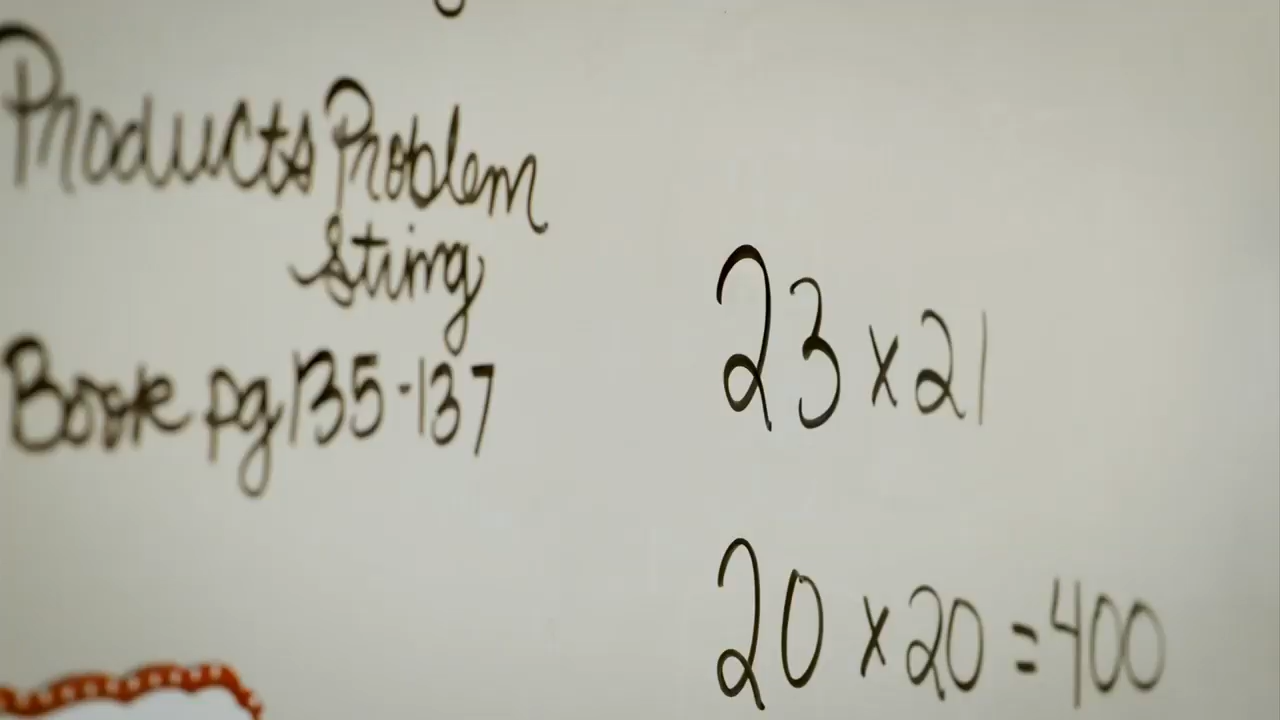 Products Problem
String
Book pg 135-137
23 x 21
20 x 20 = 400